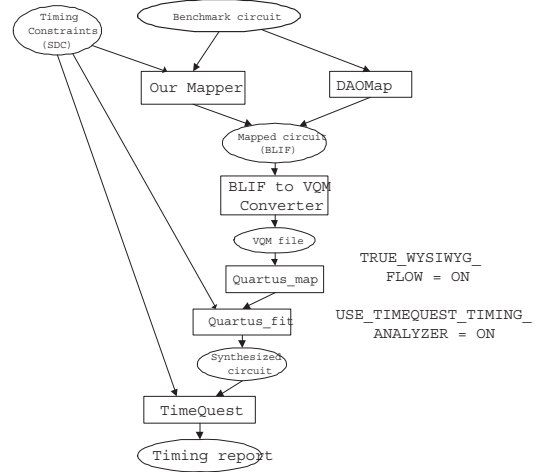 Timing
Constraints
(SDC)
Benchmark circuit
Our Mapper
DAOMap
Mapped circuit
(BLIF)
BLIF to VQM
Converter
VQM file
Quartus_map
TRUE_WYSIWYG_
FLOW = ON
Quartus_fit
USE_TIMEQUEST_TIMING_
ANALYZER = ON
Synthesized
circuit
TimeQuest
Timing report